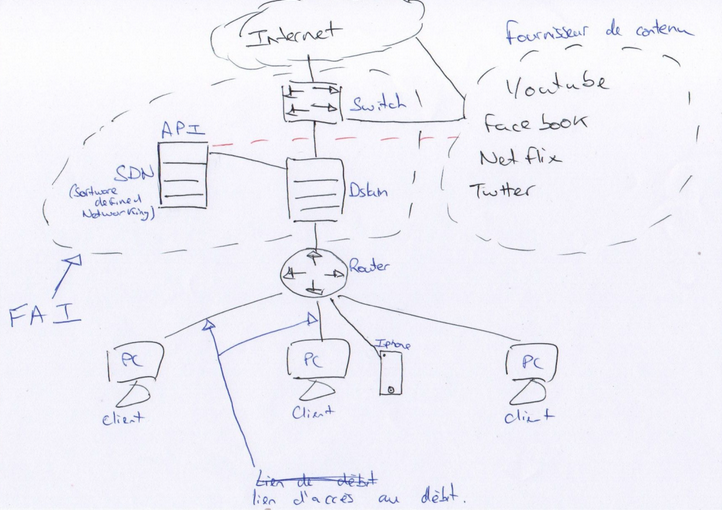 Internet
Fournisseur de contenu
Youtube
Facebook
Netflix
Twtter
Switch
API
SDN
(Software
defined
Networking)
Dslam
Router
FAI
PC
Client
PC
Client
Iphone
PC
Client
Lien de débit
lien d'accès au débit.